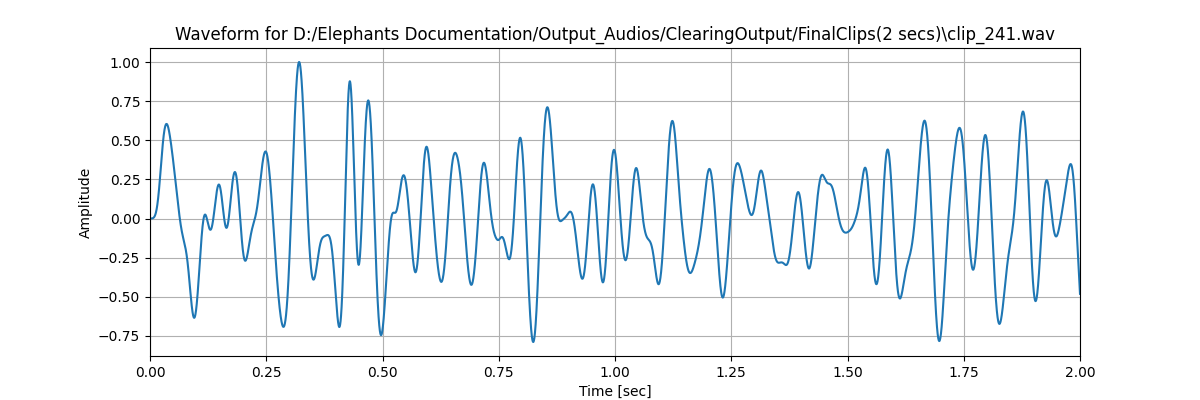 Waveform for D:/Elephants Documentation/Output_Audios/ClearingOutput/FinalClips(2 secs)\clip_241.wav
1.00
0.75
0.50
0.25
0.00
−0.25
−0.50
−0.75
Amplitude
0.00 0.25 0.50 0.75 1.00 1.25 1.50 1.75 2.00
Time [sec]